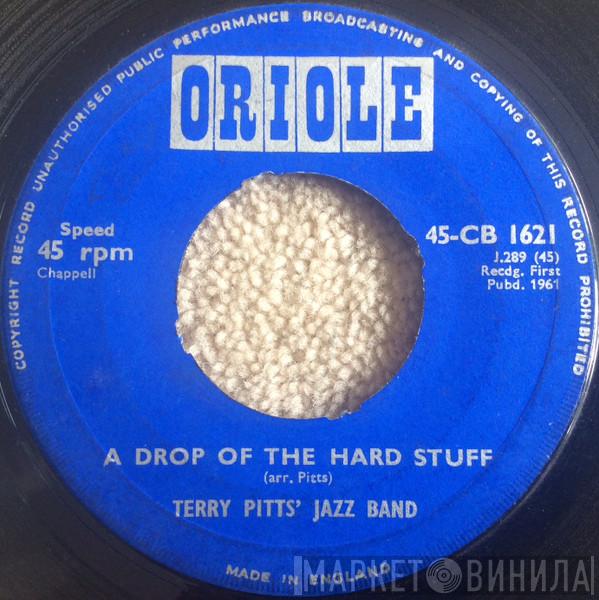 COPYRIGHT RECORD UNAUTHORISED PUBLIC PERFORMANCE BROADCASTING AND COPYING OF THIS RECORD PROHIBITED
ORIOLE
Speed
45 rpm
Chappell
45-CB 1621
J.289 (45)
Recdg. First
Pubd. 1961
A DROP OF THE HARD STUFF
(arr. Pitts)
TERRY PITTS' JAZZ BAND
MADE IN ENGLAND
МАРКЕТ ВИНИЛА